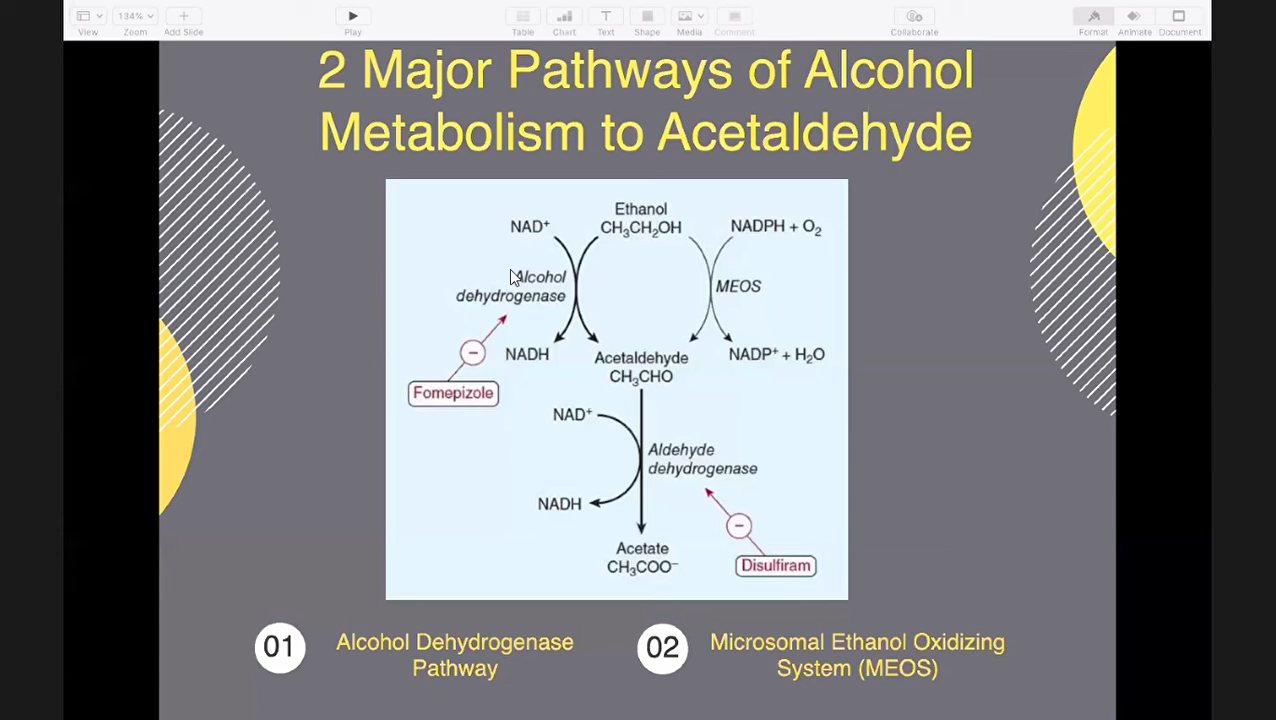 View
134%
Zoom
Add Slide
Play
Table
Chart
Text
Shape
Media
Comment
Collaborate
Format
Animate
Document
2 Major Pathways of Alcohol
Metabolism to Acetaldehyde
Ethanol
NAD⁺
CH₃CH₂OH
NADPH + O₂
Alcohol
dehydrogenase
MEOS
NADH
Acetaldehyde
CH₃CHO
NADP⁺ + H₂O
Fomepizole
NAD⁺
Aldehyde
dehydrogenase
NADH
Acetate
CH₃COO⁻
Disulfiram
01
Alcohol Dehydrogenase
Pathway
02
Microsomal Ethanol Oxidizing
System (MEOS)